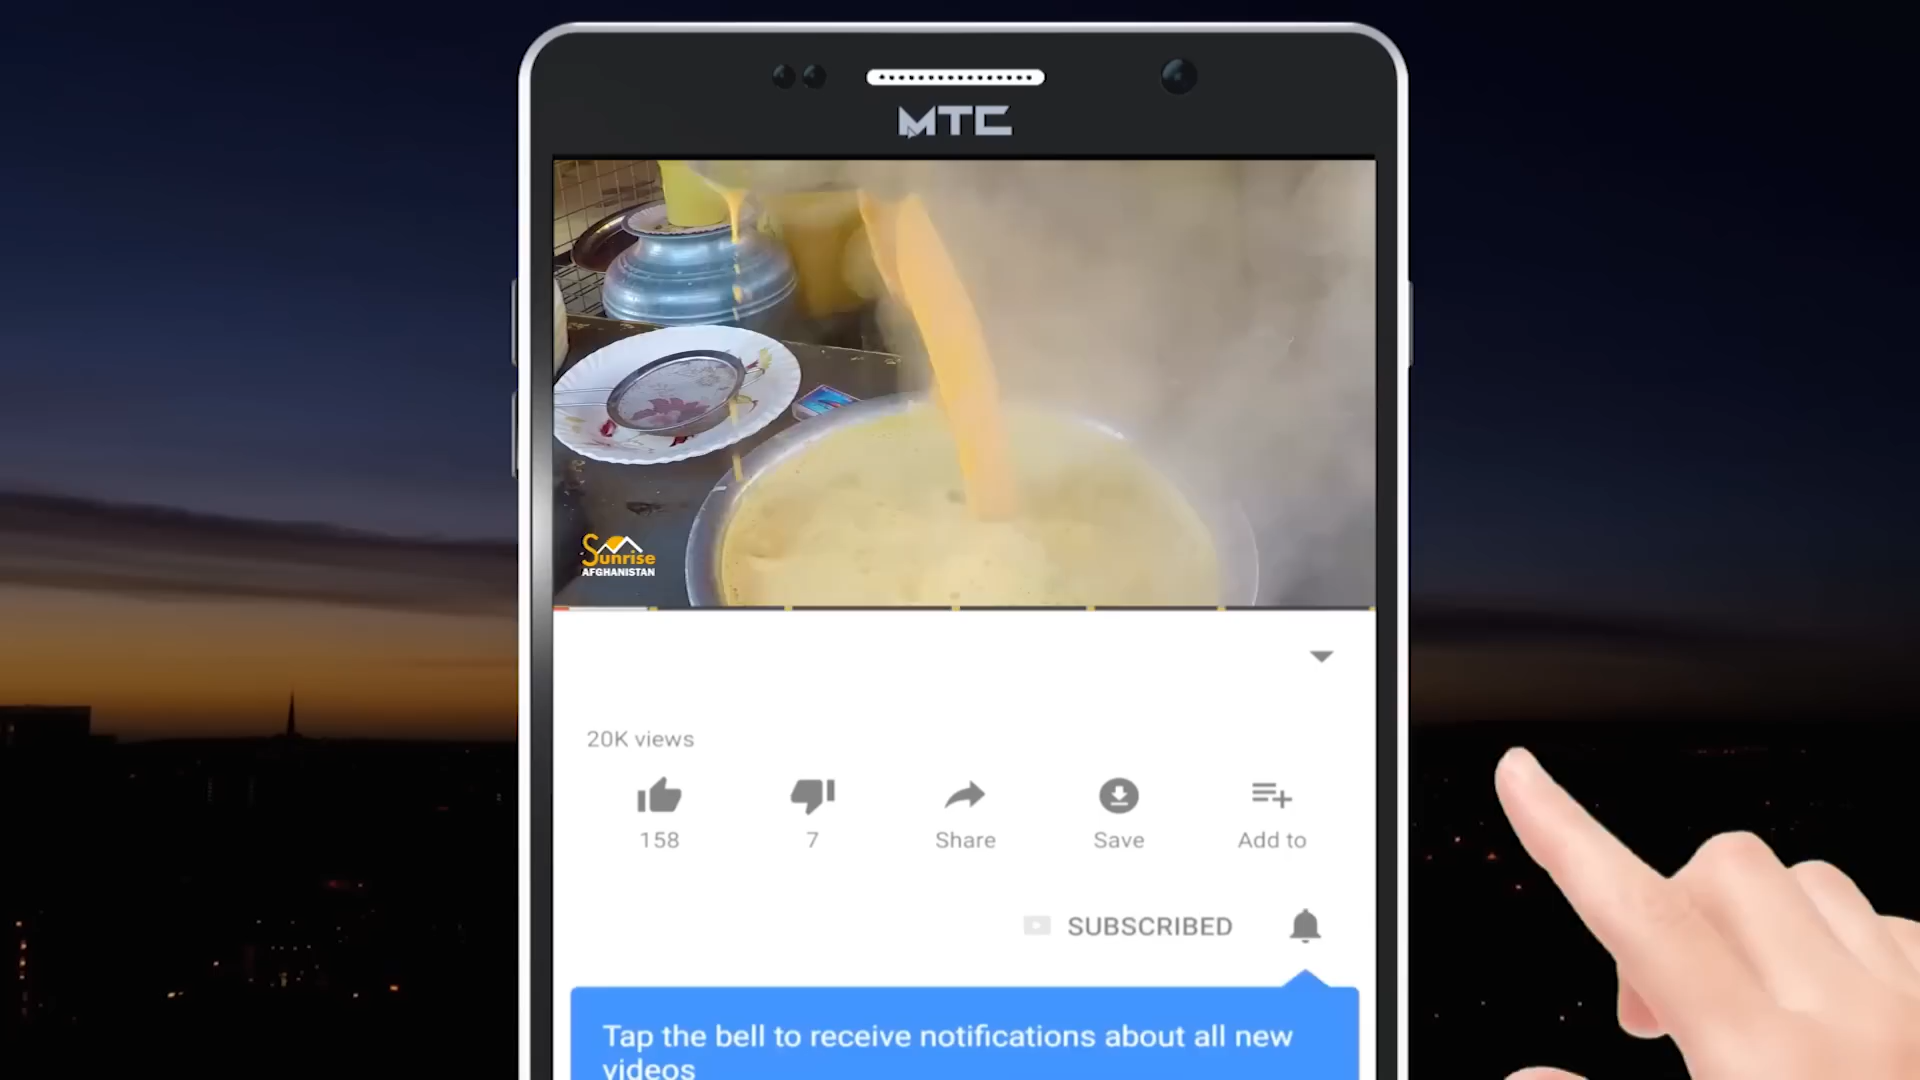 MTC
Sunrise
AFGHANISTAN
20K views
158
7
Share
Save
Add to
SUBSCRIBED
Tap the bell to receive notifications about all new
videos